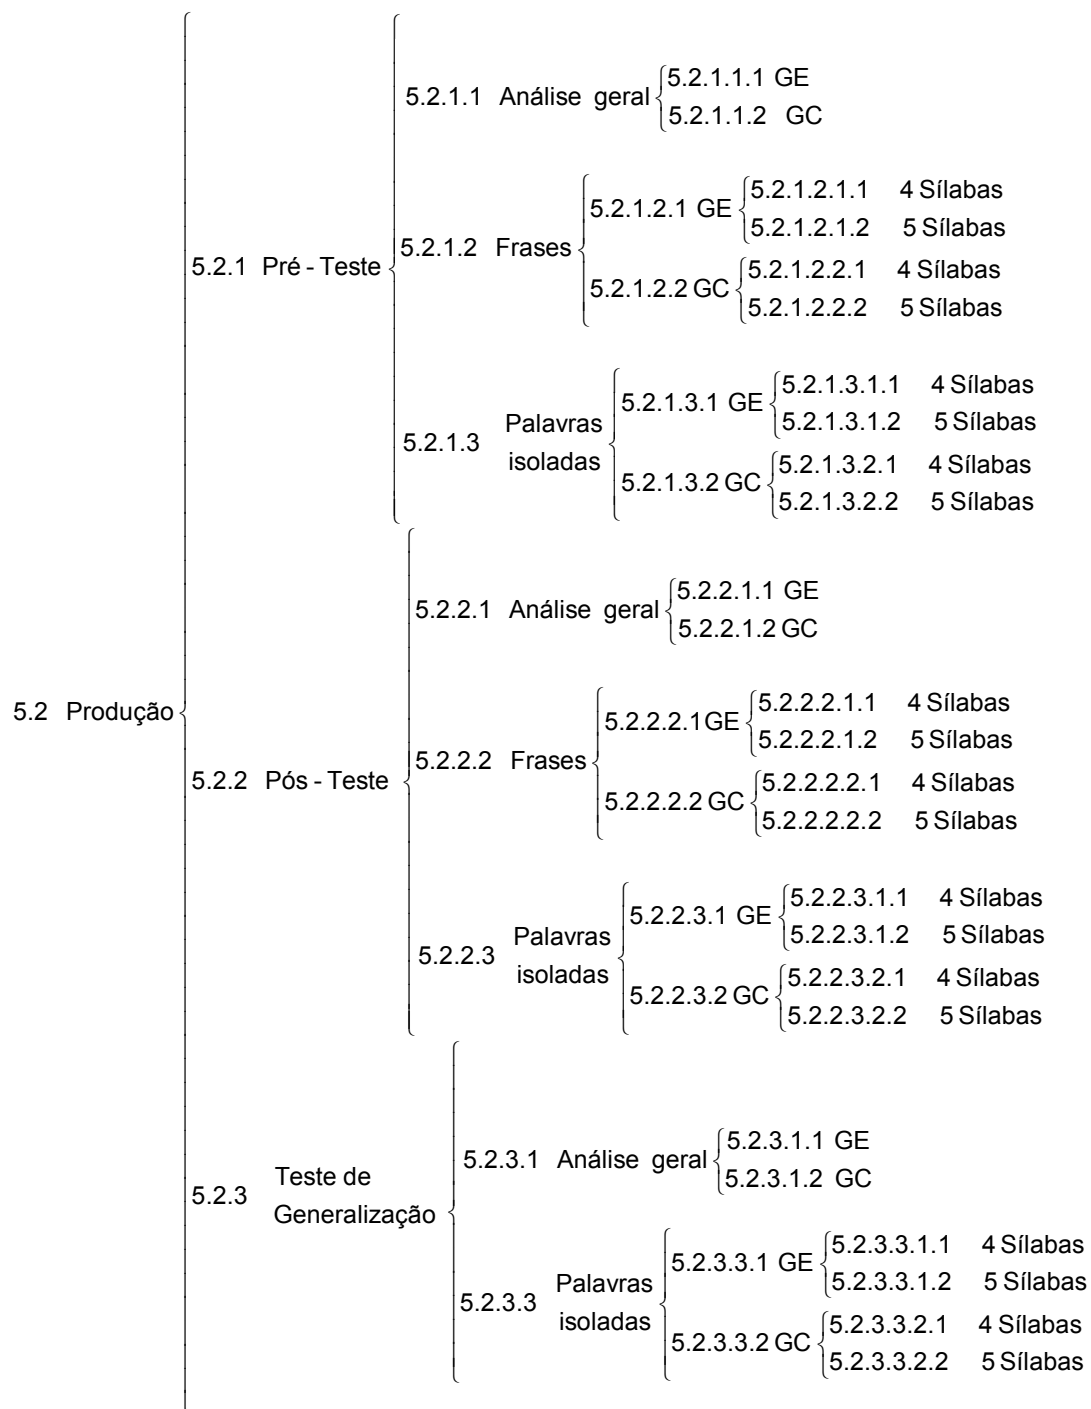 5.2.1.1 Análise geral
5.2.1.1.1 GE
5.2.1.1.2 GC
5.2.1 Pré - Teste
5.2.1.2 Frases
5.2.1.2.1 GE
5.2.1.2.1.1 4 Sílabas
5.2.1.2.1.2 5 Sílabas
5.2.1.2.2 GC
5.2.1.2.2.1 4 Sílabas
5.2.1.2.2.2 5 Sílabas
5.2.1.3 Palavras
isoladas
5.2.1.3.1 GE
5.2.1.3.1.1 4 Sílabas
5.2.1.3.1.2 5 Sílabas
5.2.1.3.2 GC
5.2.1.3.2.1 4 Sílabas
5.2.1.3.2.2 5 Sílabas
5.2 Produção
5.2.2 Pós - Teste
5.2.2.1 Análise geral
5.2.2.1.1 GE
5.2.2.1.2 GC
5.2.2.2 Frases
5.2.2.2.1 GE
5.2.2.2.1.1 4 Sílabas
5.2.2.2.1.2 5 Sílabas
5.2.2.2.2 GC
5.2.2.2.2.1 4 Sílabas
5.2.2.2.2.2 5 Sílabas
5.2.2.3 Palavras
isoladas
5.2.2.3.1 GE
5.2.2.3.1.1 4 Sílabas
5.2.2.3.1.2 5 Sílabas
5.2.2.3.2 GC
5.2.2.3.2.1 4 Sílabas
5.2.2.3.2.2 5 Sílabas
5.2.3 Teste de
Generalização
5.2.3.1 Análise geral
5.2.3.1.1 GE
5.2.3.1.2 GC
5.2.3.3 Palavras
isoladas
5.2.3.3.1 GE
5.2.3.3.1.1 4 Sílabas
5.2.3.3.1.2 5 Sílabas
5.2.3.3.2 GC
5.2.3.3.2.1 4 Sílabas
5.2.3.3.2.2 5 Sílabas